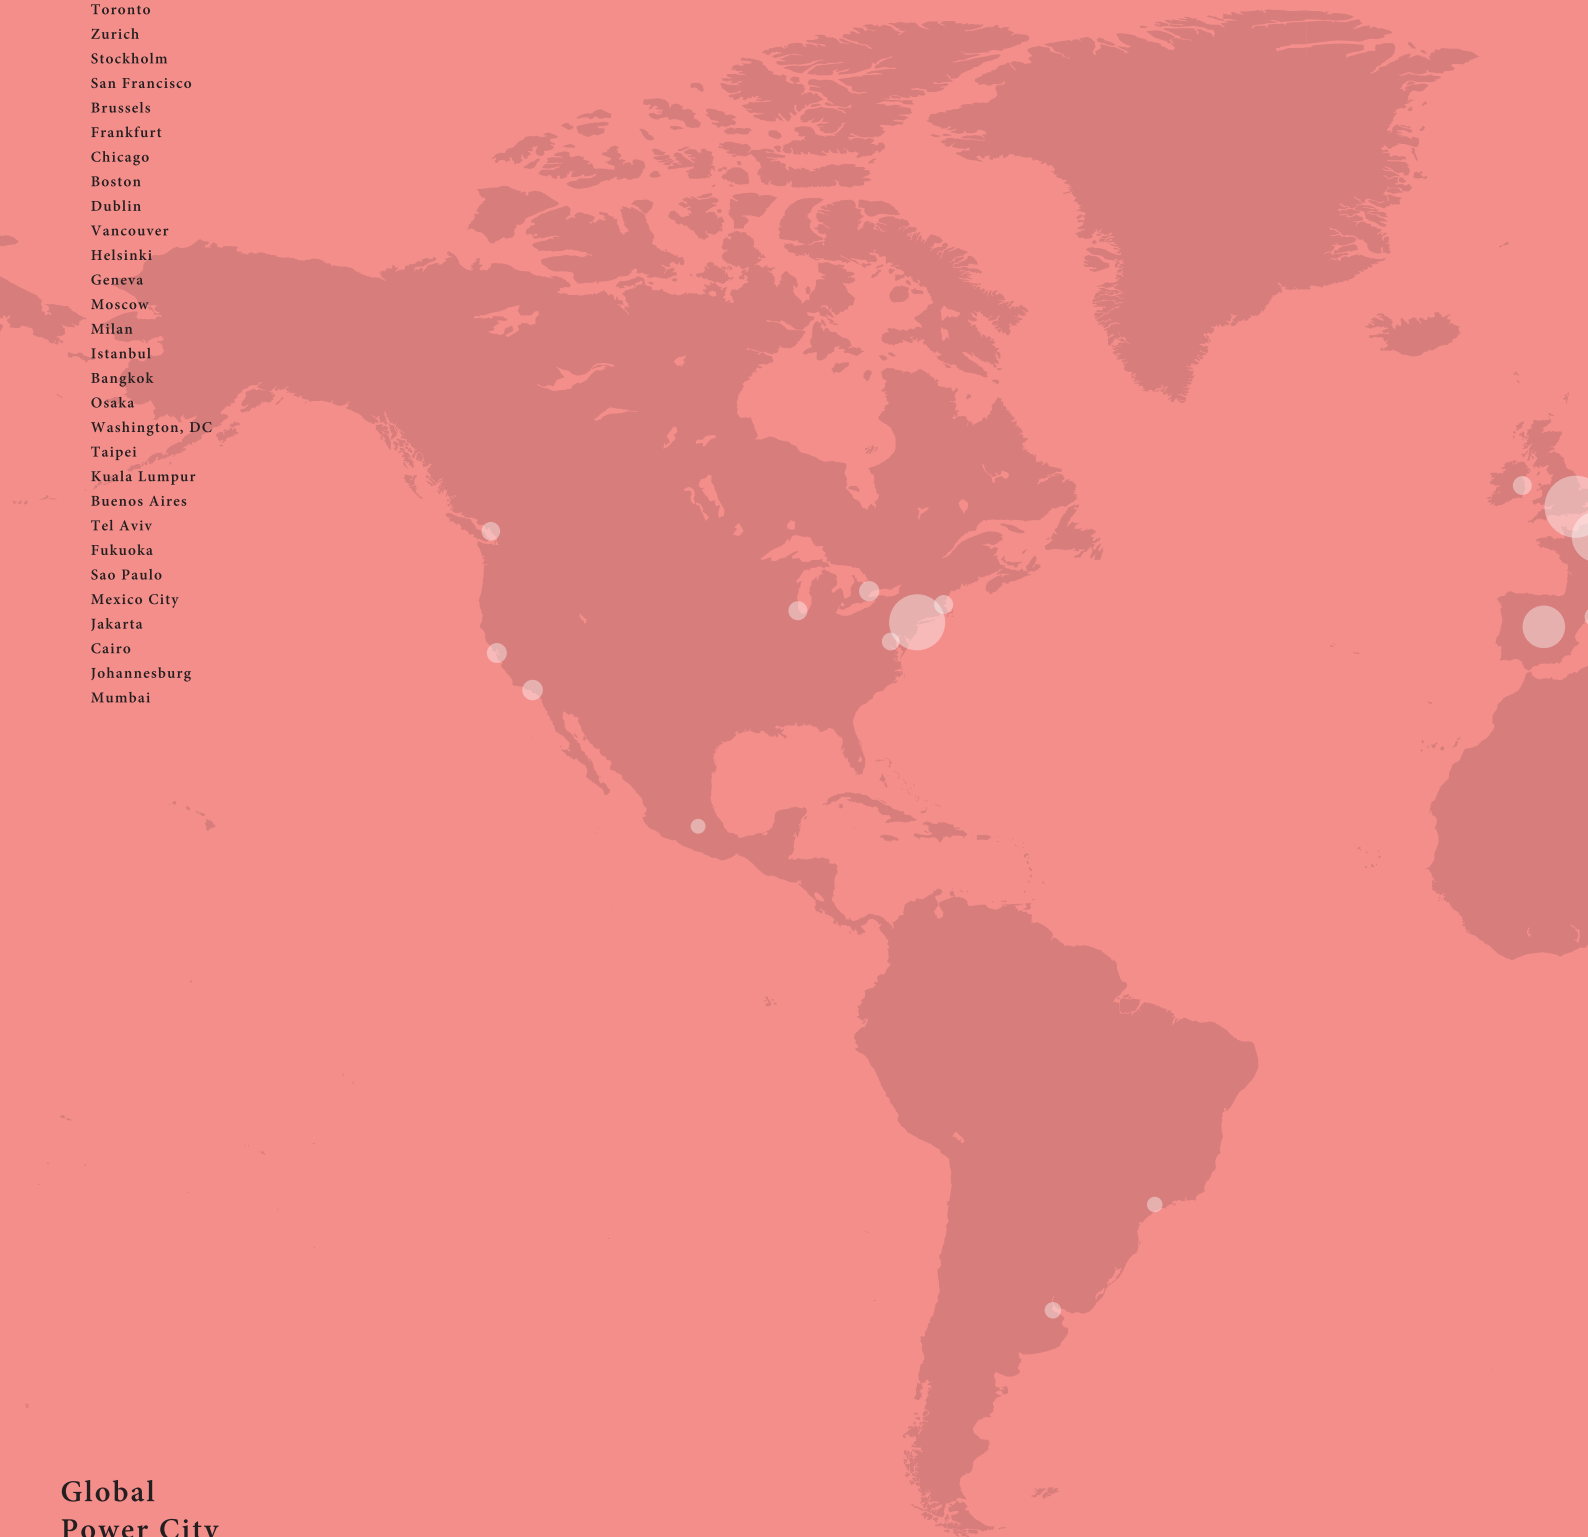 Toronto
Zurich
Stockholm
San Francisco
Brussels
Frankfurt
Chicago
Boston
Dublin
Vancouver
Helsinki
Geneva
Moscow
Milan
Istanbul
Bangkok
Osaka
Washington, DC
Taipei
Kuala Lumpur
Buenos Aires
Tel Aviv
Fukuoka
Sao Paulo
Mexico City
Jakarta
Cairo
Johannesburg
Mumbai
Global
Power City